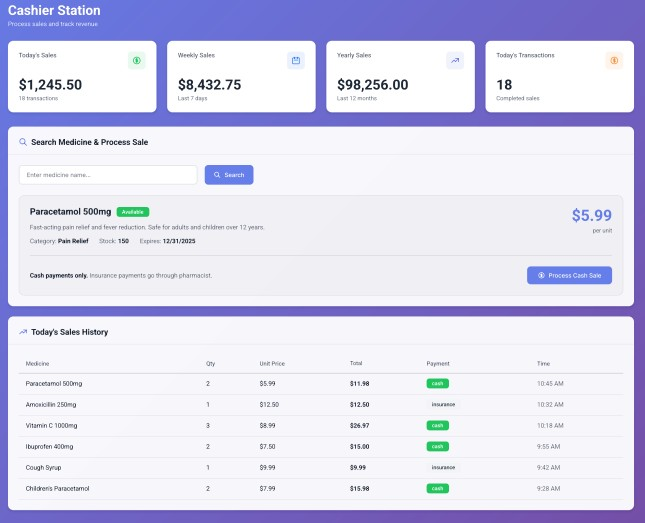 Cashier Station
Process sales and track revenue
Today's Sales
$1,245.50
18 transactions
Weekly Sales
$8,432.75
Last 7 days
Yearly Sales
$98,256.00
Last 12 months
Today's Transactions
18
Completed sales
Search Medicine & Process Sale
Enter medicine name...
Search
Paracetamol 500mg Available
$5.99
per unit
Fast-acting pain relief and fever reduction. Safe for adults and children over 12 years.
Category: Pain Relief Stock: 150 Expires: 12/31/2025
Cash payments only. Insurance payments go through pharmacist.
Process Cash Sale
Today's Sales History
Medicine Qty Unit Price Total Payment Time
Paracetamol 500mg 2 $5.99 $11.98 cash 10:45 AM
Amoxicillin 250mg 1 $12.50 $12.50 insurance 10:32 AM
Vitamin C 1000mg 3 $8.99 $26.97 cash 10:18 AM
Ibuprofen 400mg 2 $7.50 $15.00 cash 9:55 AM
Cough Syrup 1 $9.99 $9.99 insurance 9:42 AM
Children's Paracetamol 2 $7.99 $15.98 cash 9:28 AM